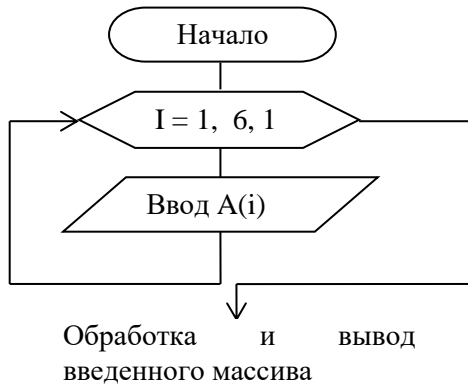 Начало
I = 1, 6, 1
Ввод A(i)
Обработка и вывод
введенного массива